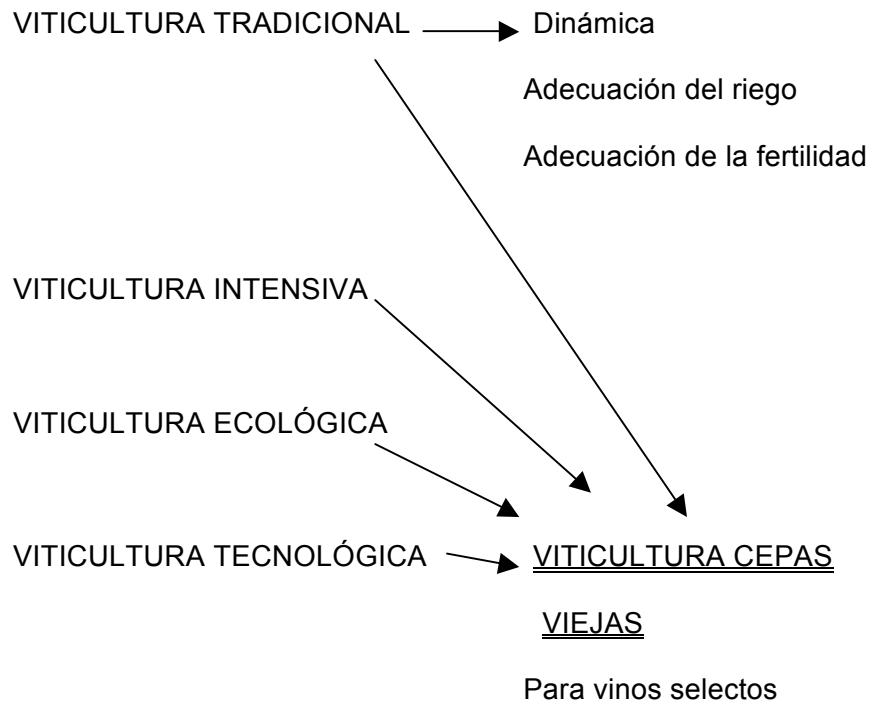 VITICULTURA TRADICIONAL Dinámica
Adecuación del riego
Adecuación de la fertilidad
VITICULTURA INTENSIVA
VITICULTURA ECOLÓGICA
VITICULTURA TECNOLÓGICA VITICULTURA CEPAS
VIEJAS
Para vinos selectos